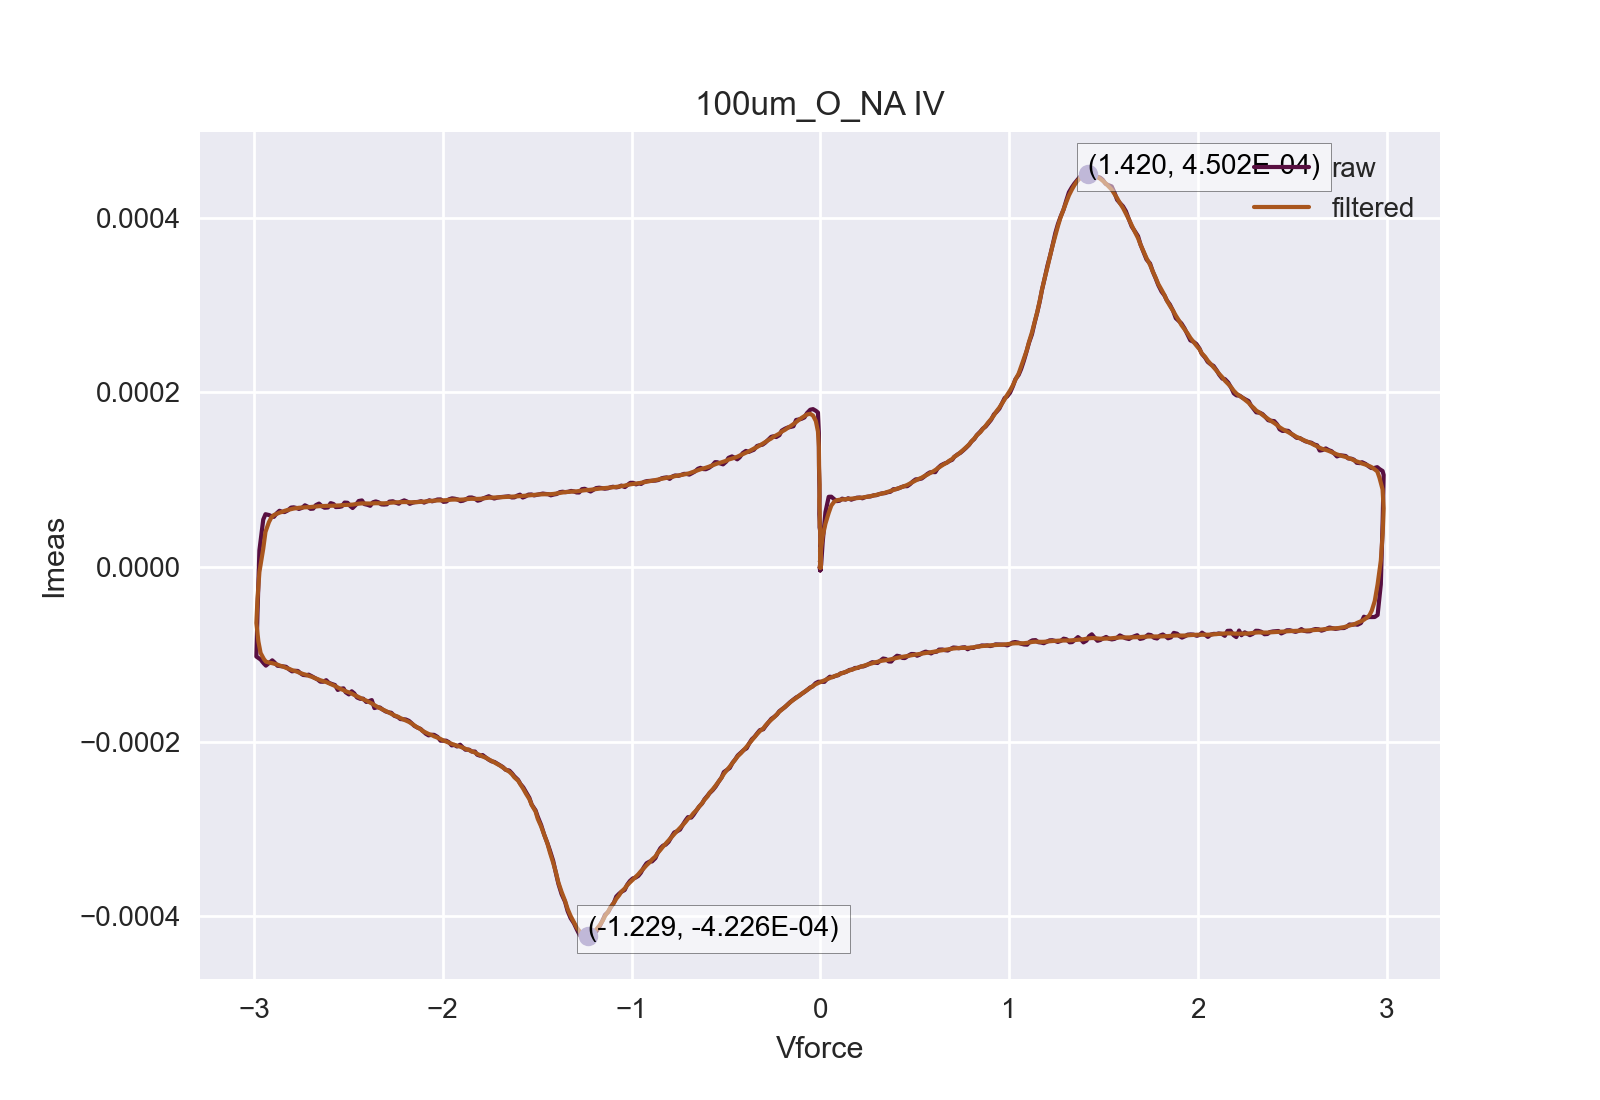 100um_O_NA IV
(1.420, 4.502E-04)
raw
filtered
0.0004
0.0002
0.0000
−0.0002
−0.0004
Imeas
(-1.229, -4.226E-04)
−3
−2
−1
0
1
2
3
Vforce